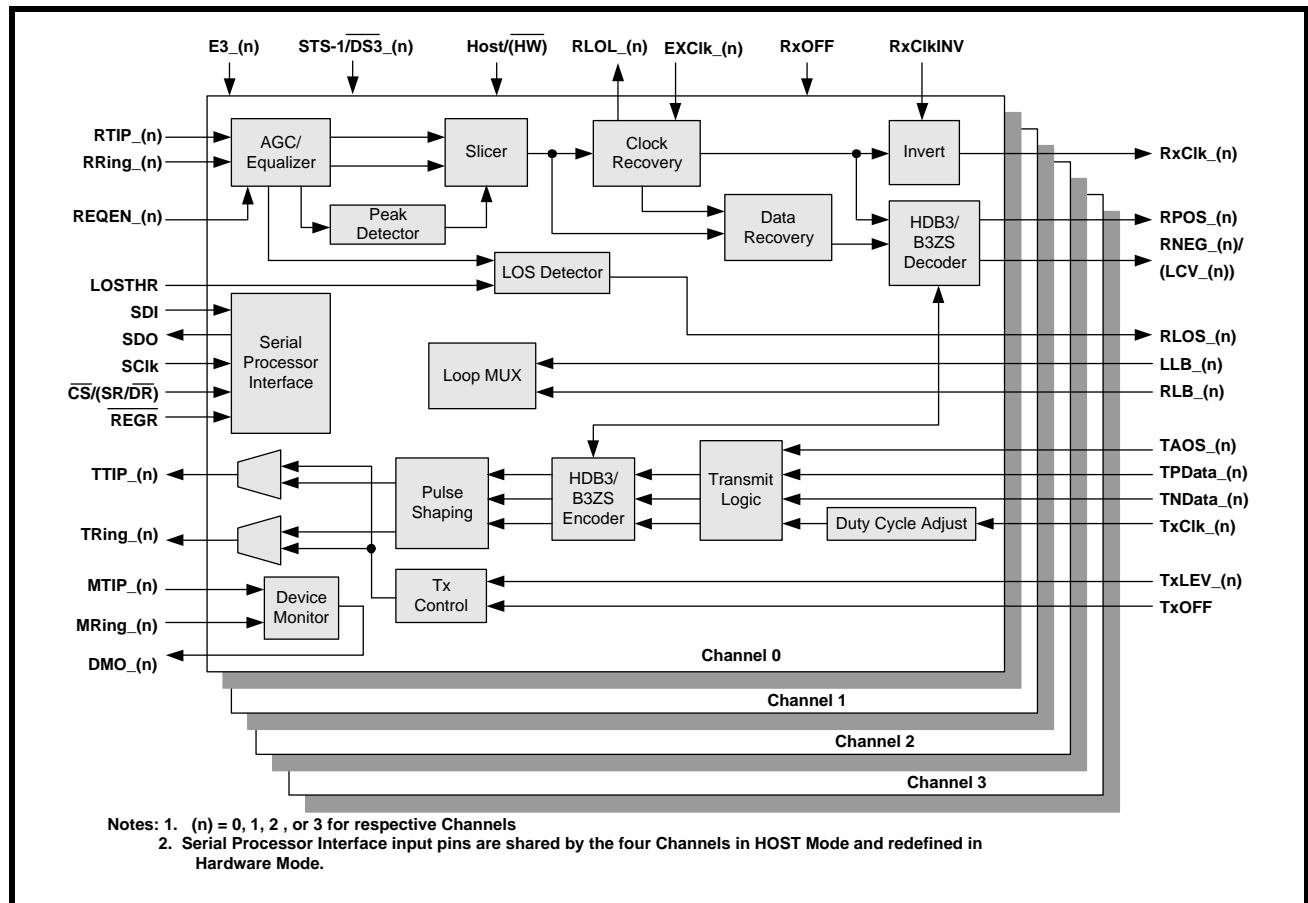 E3_(n)
STS-1/DS3_(n)
Host/(HW)
RLOL_(n)
EXClk_(n)
RxOFF
RxClkINV
RTIP_(n)
RRing_(n)
REQEN_(n)
LOSTHR
SDI
SDO
SClk
CS/(SR/DR)
REGR
TTIP_(n)
TRing_(n)
MTIP_(n)
MRing_(n)
DMO_(n)
AGC/
Equalizer
Slicer
Clock
Recovery
Invert
Peak
Detector
Data
Recovery
HDB3/
B3ZS
Decoder
LOS Detector
Serial
Processor
Interface
Loop MUX
Pulse
Shaping
HDB3/
B3ZS
Encoder
Transmit
Logic
Duty Cycle Adjust
Tx
Control
Device
Monitor
RxClk_(n)
RPOS_(n)
RNEG_(n)/
(LCV_(n))
RLOS_(n)
LLB_(n)
RLB_(n)
TAOS_(n)
TPData_(n)
TNData_(n)
TxClk_(n)
TxLEV_(n)
TxOFF
Channel 0
Channel 1
Channel 2
Channel 3
Notes: 1. (n) = 0, 1, 2 , or 3 for respective Channels
2. Serial Processor Interface input pins are shared by the four Channels in HOST Mode and redefined in
Hardware Mode.